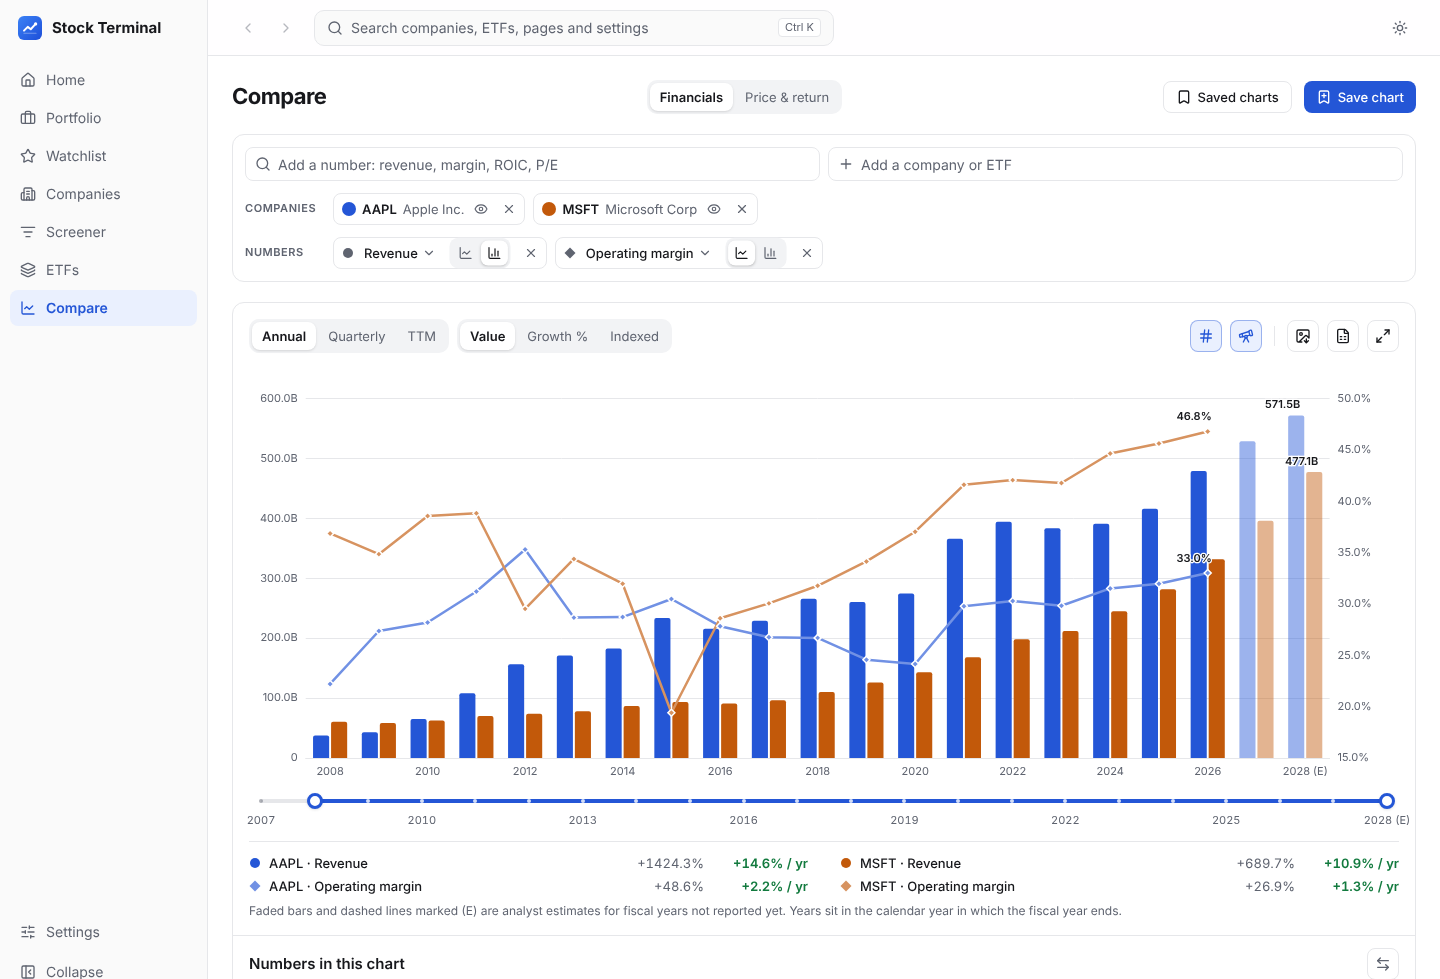 Stock Terminal
Search companies, ETFs, pages and settings
Ctrl K
Home
Portfolio
Watchlist
Companies
Screener
ETFs
Compare
Settings
Collapse
Compare
Financials
Price & return
Saved charts
Save chart
Add a number: revenue, margin, ROIC, P/E
Add a company or ETF
COMPANIES
AAPL Apple Inc.
MSFT Microsoft Corp
NUMBERS
Revenue
Operating margin
Annual Quarterly TTM
Value Growth % Indexed
600.0B
500.0B
400.0B
300.0B
200.0B
100.0B
0
50.0%
45.0%
40.0%
35.0%
30.0%
25.0%
20.0%
15.0%
46.8%
571.5B
477.1B
33.0%
2008 2010 2012 2014 2016 2018 2020 2022 2024 2026 2028 (E)
2007 2010 2013 2016 2019 2022 2025 2028 (E)
AAPL · Revenue +1424.3% +14.6% / yr
MSFT · Revenue +689.7% +10.9% / yr
AAPL · Operating margin +48.6% +2.2% / yr
MSFT · Operating margin +26.9% +1.3% / yr
Faded bars and dashed lines marked (E) are analyst estimates for fiscal years not reported yet. Years sit in the calendar year in which the fiscal year ends.
Numbers in this chart